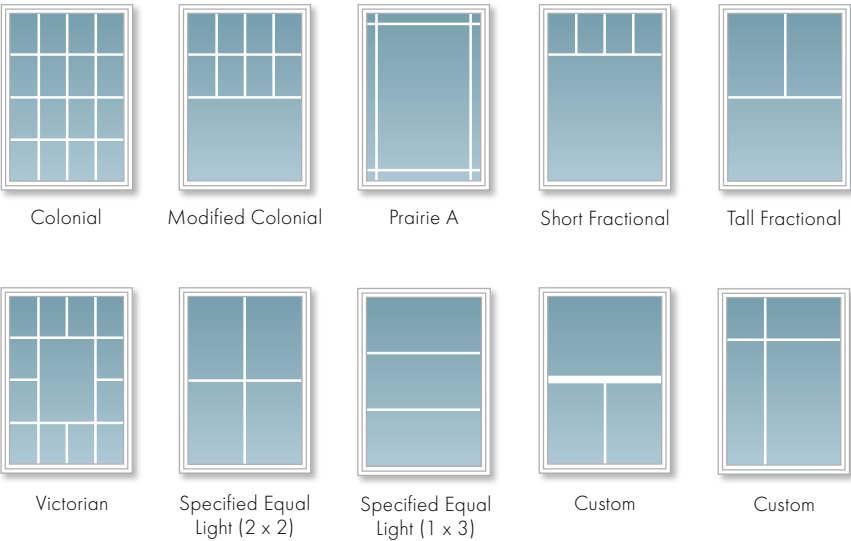 Colonial
Modified Colonial
Prairie A
Short Fractional
Tall Fractional
Victorian
Specified Equal
Light (2 x 2)
Specified Equal
Light (1 x 3)
Custom
Custom